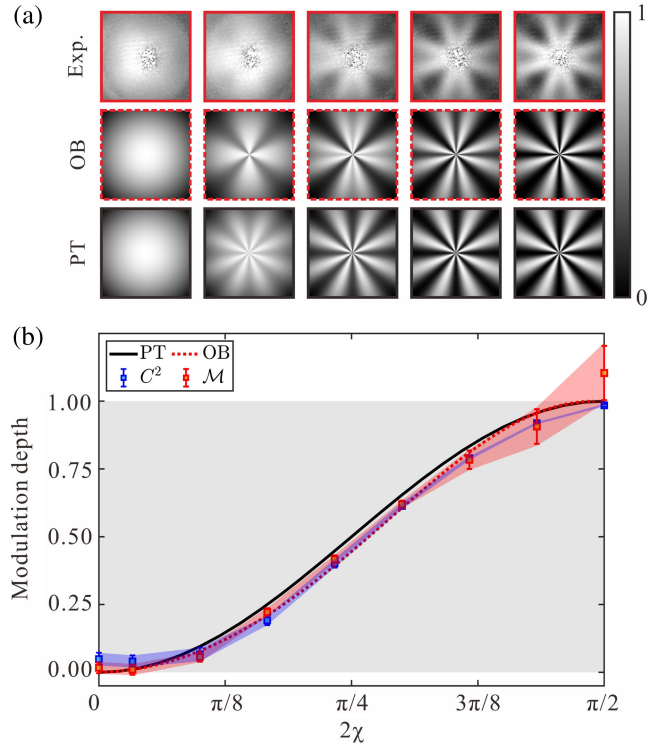 (a)
Exp.
OB
PT
1
0
(b)
PT OB
C² ℳ
Modulation depth
1.00
0.75
0.50
0.25
0.00
0 π/8 π/4 3π/8 π/2
2χ